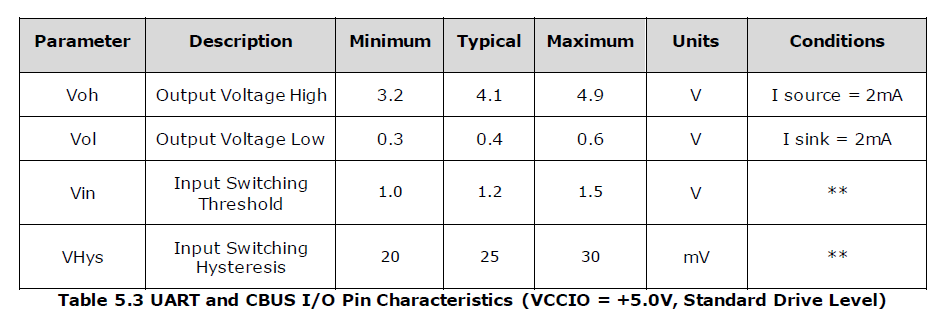 Parameter Description Minimum Typical Maximum Units Conditions
Voh Output Voltage High 3.2 4.1 4.9 V I source = 2mA
Vol Output Voltage Low 0.3 0.4 0.6 V I sink = 2mA
Vin Input Switching Threshold 1.0 1.2 1.5 V **
VHys Input Switching Hysteresis 20 25 30 mV **
Table 5.3 UART and CBUS I/O Pin Characteristics (VCCIO = +5.0V, Standard Drive Level)